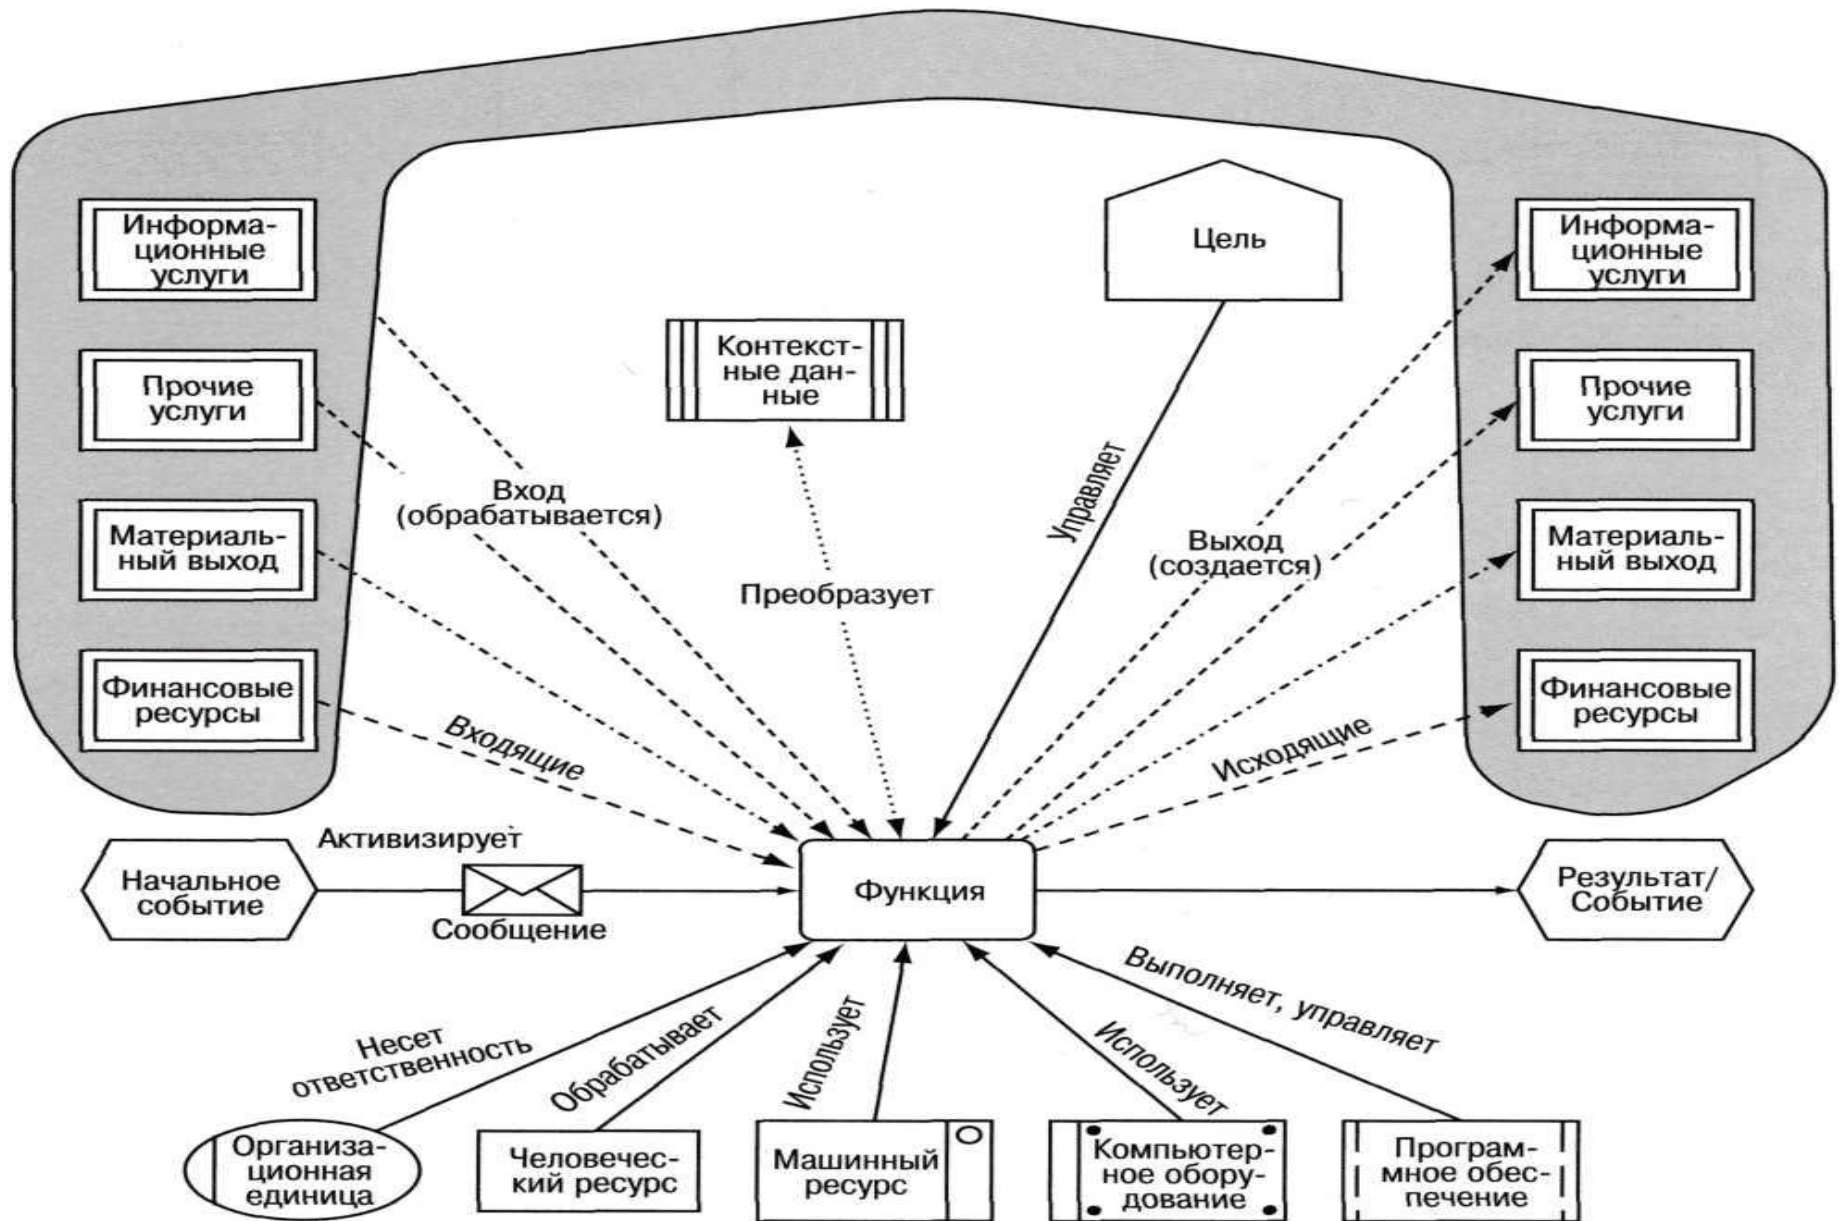 Информа-
ционные
услуги
Прочие
услуги
Материаль-
ный выход
Финансовые
ресурсы
Контекст-
ные дан-
ные
Цель
Информа-
ционные
услуги
Прочие
услуги
Материаль-
ный выход
Финансовые
ресурсы
Вход
(обрабатывается)
Преобразует
Управляет
Выход
(создается)
Входящие
Исходящие
Активизирует
Начальное
событие
Сообщение
Функция
Результат/
Событие
Несет
ответственность
Обрабатывает
Использует
Использует
Выполняет, управляет
Организа-
ционная
единица
Человечес-
кий ресурс
Машинный
ресурс
Компьютер-
ное обору-
дование
Програм-
мное обес-
печение